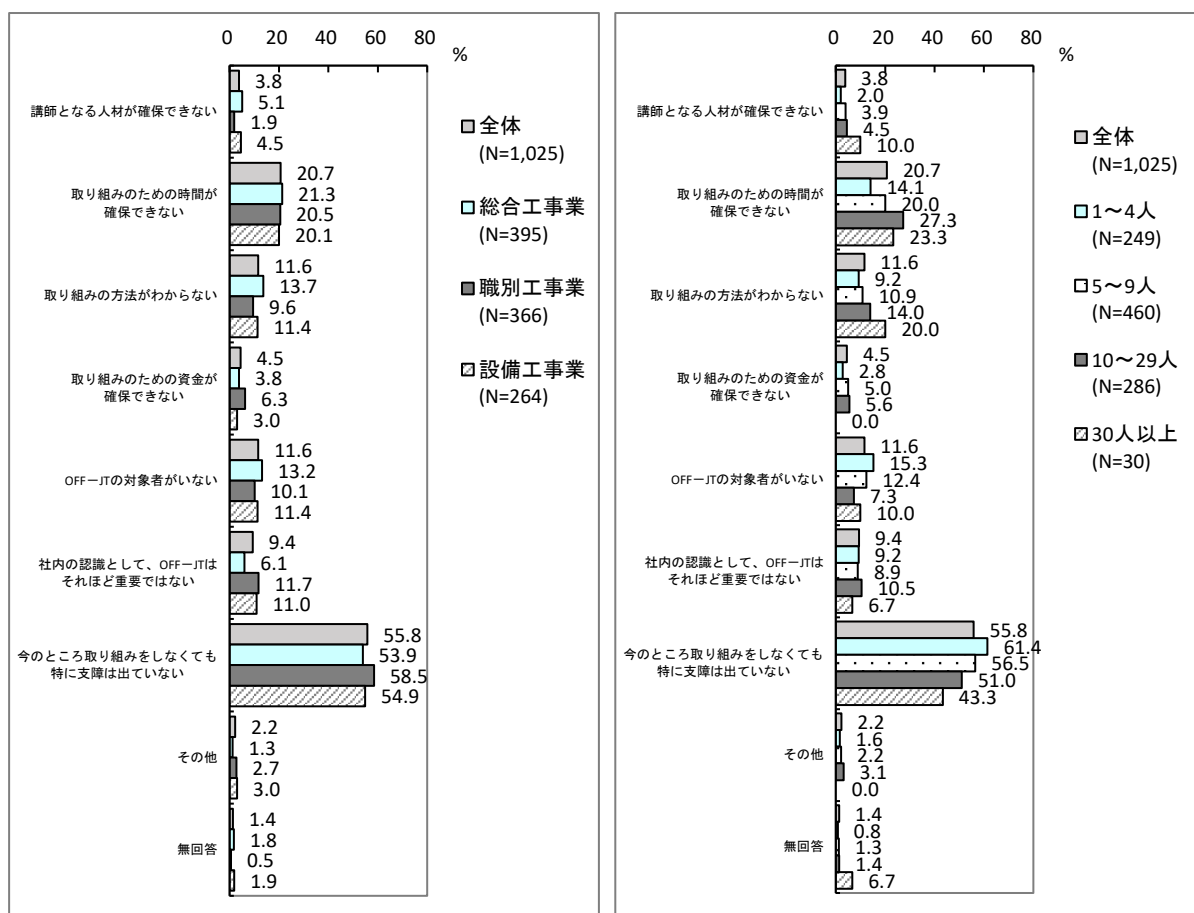 0 20 40 60 80
%
講師となる人材が確保できない
3.8
5.1
1.9
4.5
取り組みのための時間が
確保できない
20.7
21.3
20.5
20.1
取り組みの方法がわからない
11.6
13.7
9.6
11.4
取り組みのための資金が
確保できない
4.5
3.8
6.3
3.0
OFF－JTの対象者がいない
11.6
13.2
10.1
11.4
社内の認識として、OFF－JTは
それほど重要ではない
9.4
6.1
11.7
11.0
今のところ取り組みをしなくても
特に支障は出ていない
55.8
53.9
58.5
54.9
その他
2.2
1.3
2.7
3.0
無回答
1.4
1.8
0.5
1.9
全体
(N=1,025)
総合工事業
(N=395)
職別工事業
(N=366)
設備工事業
(N=264)
0 20 40 60 80
%
講師となる人材が確保できない
3.8
2.0
3.9
4.5
10.0
取り組みのための時間が
確保できない
20.7
14.1
20.0
27.3
23.3
取り組みの方法がわからない
11.6
9.2
10.9
14.0
20.0
取り組みのための資金が
確保できない
4.5
2.8
5.0
5.6
0.0
OFF－JTの対象者がいない
11.6
15.3
12.4
7.3
10.0
社内の認識として、OFF－JTは
それほど重要ではない
9.4
9.2
8.9
10.5
6.7
今のところ取り組みをしなくても
特に支障は出ていない
55.8
61.4
56.5
51.0
43.3
その他
2.2
1.6
2.2
3.1
0.0
無回答
1.4
0.8
1.3
1.4
6.7
全体
(N=1,025)
1～4人
(N=249)
5～9人
(N=460)
10～29人
(N=286)
30人以上
(N=30)